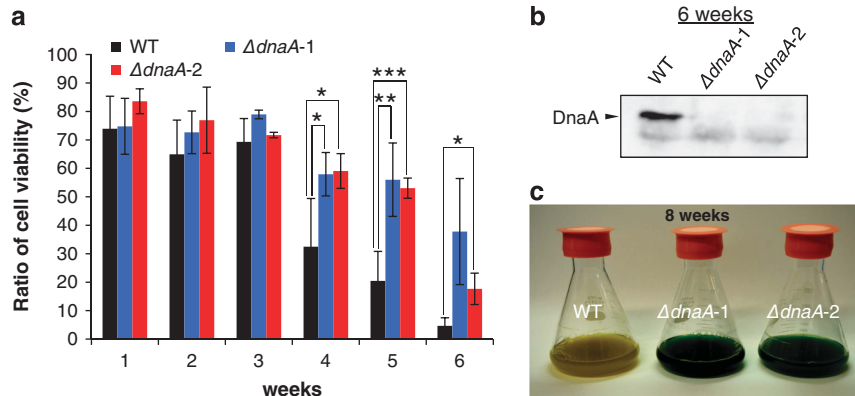 a
WT
ΔdnaA-1
ΔdnaA-2
Ratio of cell viability (%)
100
90
80
70
60
50
40
30
20
10
0
*
*
***
**
*
1 2 3 4 5 6
weeks
b
6 weeks
WT ΔdnaA-1 ΔdnaA-2
DnaA
c
8 weeks
WT ΔdnaA-1 ΔdnaA-2